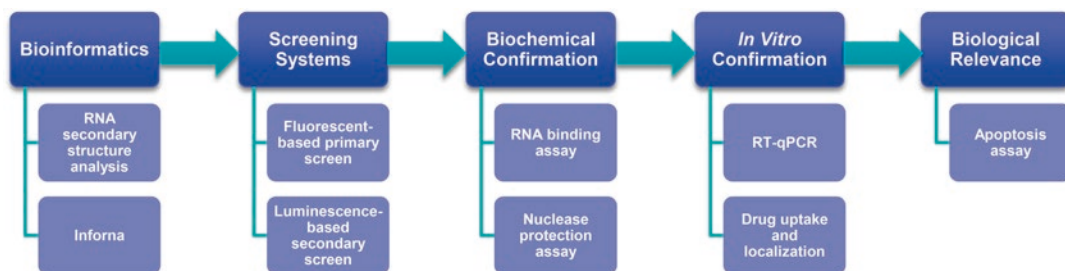 Bioinformatics
RNA
secondary
structure
analysis
Inforna
Screening
Systems
Fluorescent-
based primary
screen
Luminescence-
based
secondary
screen
Biochemical
Confirmation
RNA binding
assay
Nuclease
protection
assay
In Vitro
Confirmation
RT-qPCR
Drug uptake
and
localization
Biological
Relevance
Apoptosis
assay